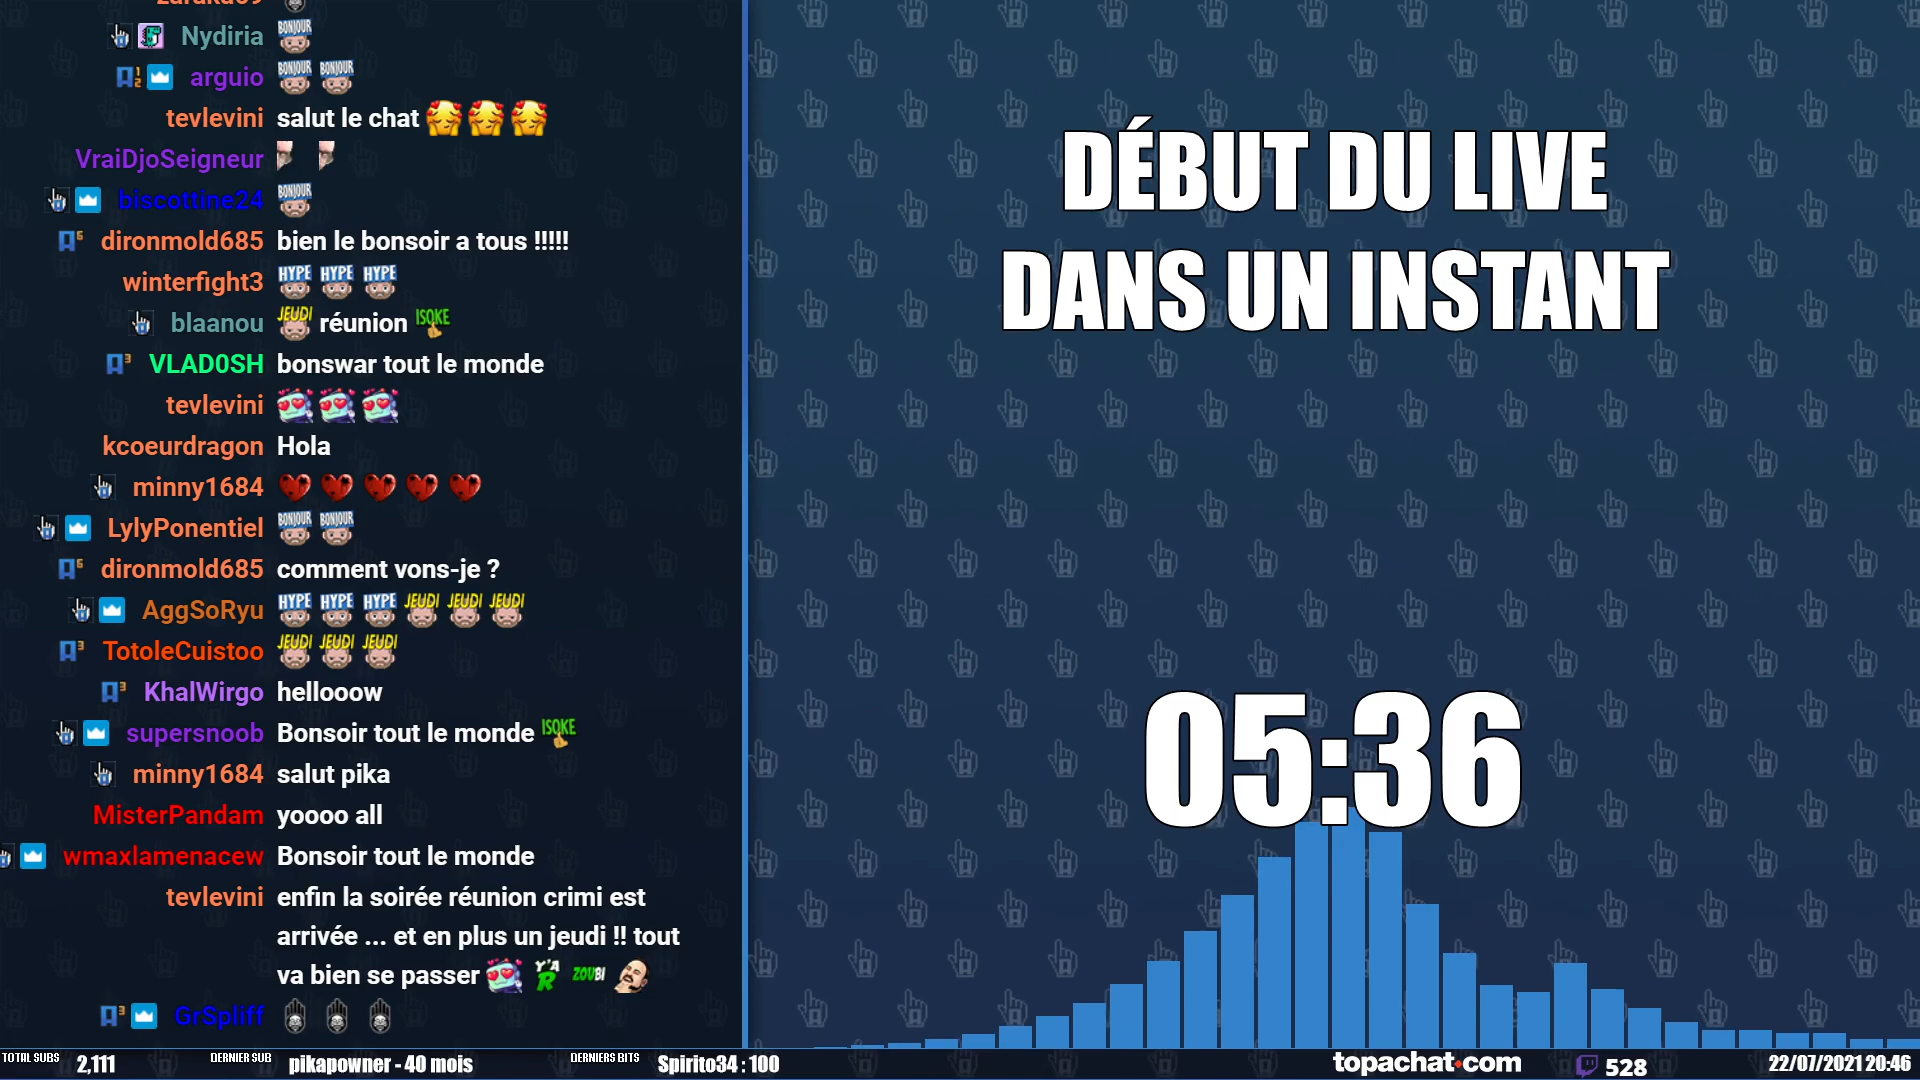 zaraka69
Nydiria BONJOUR
arguio BONJOUR BONJOUR
tevlevini salut le chat
VraiDjoSeigneur
biscottine24 BONJOUR
dironmold685 bien le bonsoir a tous !!!!!
winterfight3 HYPE HYPE HYPE
blaanou JEUDI réunion ISOKE
VLAD0SH bonswar tout le monde
tevlevini
kcoeurdragon Hola
minny1684
LylyPonentiel BONJOUR BONJOUR
dironmold685 comment vons-je ?
AggSoRyu HYPE HYPE HYPE JEUDI JEUDI JEUDI
TotoleCuistoo JEUDI JEUDI JEUDI
KhalWirgo hellooow
supersnoob Bonsoir tout le monde ISOKE
minny1684 salut pika
MisterPandam yoooo all
wmaxlamenacew Bonsoir tout le monde
tevlevini enfin la soirée réunion crimi est
arrivée ... et en plus un jeudi !! tout
va bien se passer Y'A R ZOUBI
GrSpliff
DÉBUT DU LIVE
DANS UN INSTANT
05:36
TOTAL SUBS 2,111 DERNIER SUB pikapowner - 40 mois DERNIERS BITS Spirito34 : 100 topachat.com 528 22/07/2021 20:46